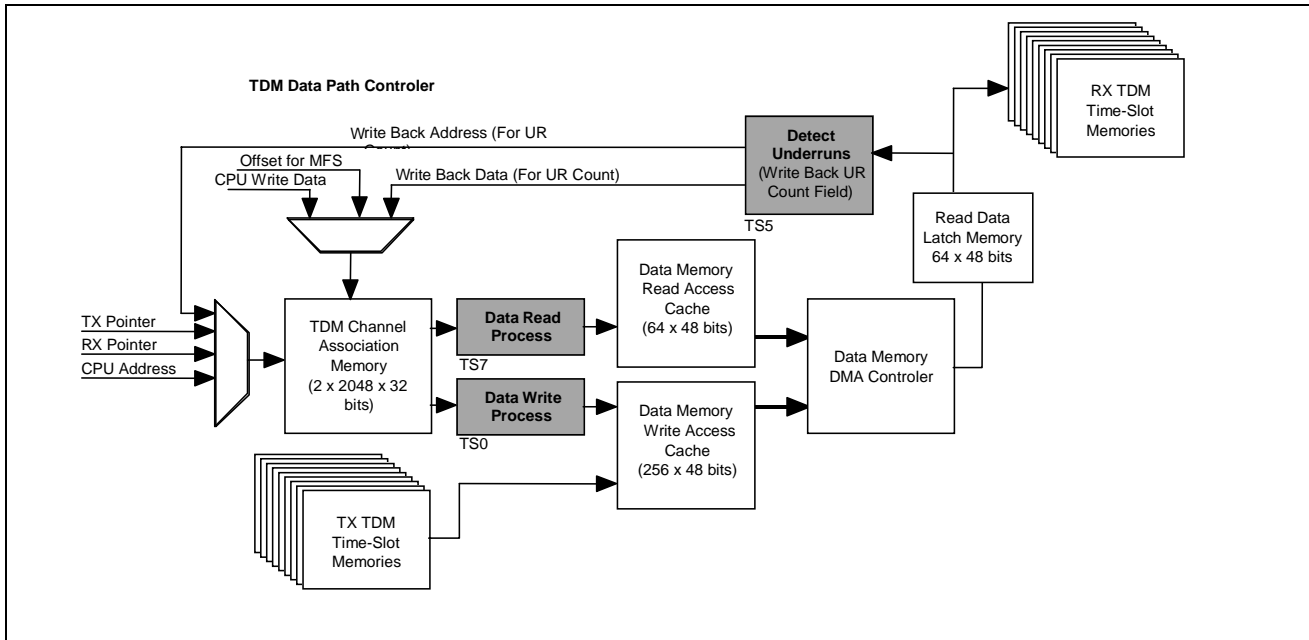 TDM Data Path Controler
RX TDM
Time-Slot
Memories
Write Back Address (For UR
Detect
Underruns
(Write Back UR
Count Field)
TS5
Offset for MFS
CPU Write Data
Write Back Data (For UR Count)
Read Data
Latch Memory
64 x 48 bits
TX Pointer
RX Pointer
CPU Address
TDM Channel
Association
Memory
(2 x 2048 x 32
bits)
Data Read
Process
TS7
Data Write
Process
TS0
Data Memory
Read Access
Cache
(64 x 48 bits)
Data Memory
Write Access
Cache
(256 x 48 bits)
Data Memory
DMA Controler
TX TDM
Time-Slot
Memories